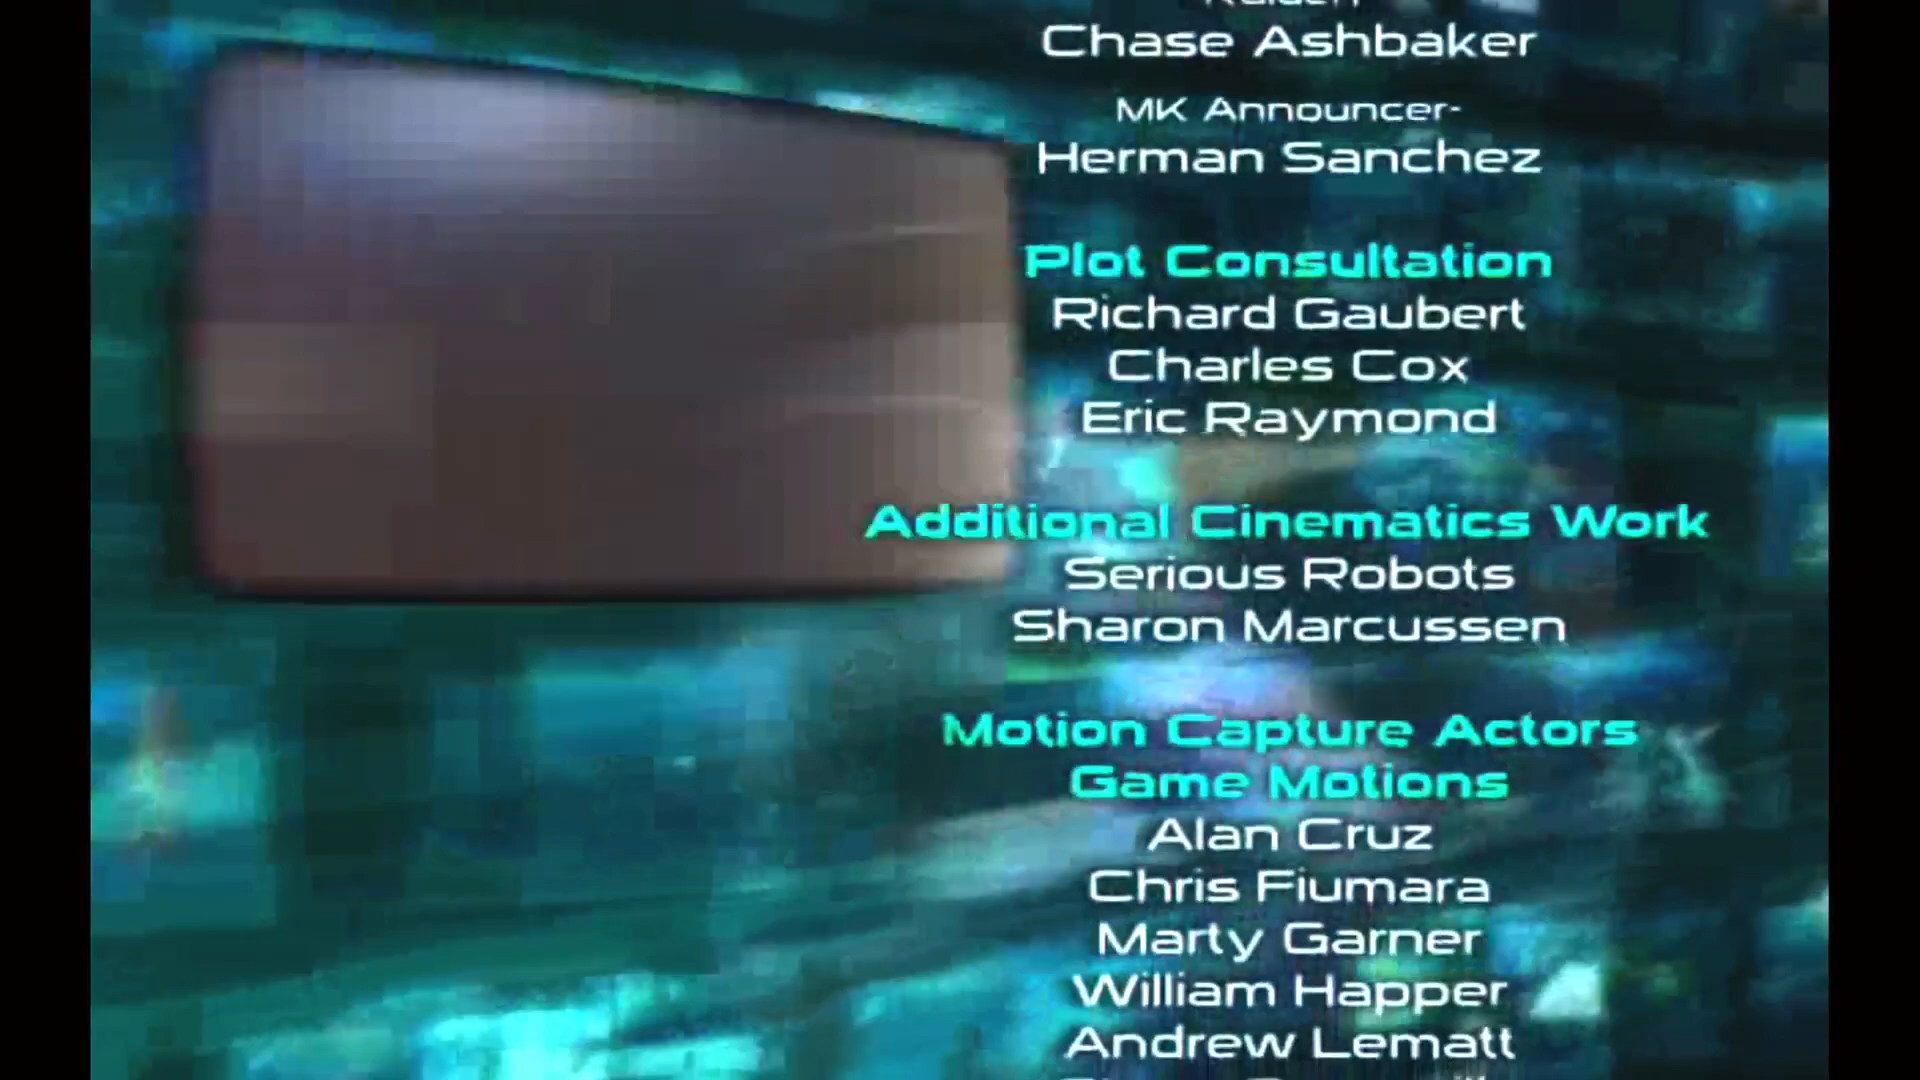 Chase Ashbaker
MK Announcer-
Herman Sanchez
Plot Consultation
Richard Gaubert
Charles Cox
Eric Raymond
Additional Cinematics Work
Serious Robots
Sharon Marcussen
Motion Capture Actors
Game Motions
Alan Cruz
Chris Fiumara
Marty Garner
William Happer
Andrew Lematt